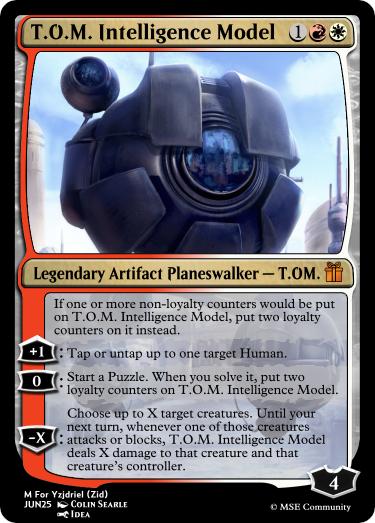 T.O.M. Intelligence Model 1
Legendary Artifact Planeswalker — T.OM.
If one or more non-loyalty counters would be put
on T.O.M. Intelligence Model, put two loyalty
counters on it instead.
+1 : Tap or untap up to one target Human.
0 : Start a Puzzle. When you solve it, put two
loyalty counters on T.O.M. Intelligence Model.
Choose up to X target creatures. Until your
next turn, whenever one of those creatures
-X : attacks or blocks, T.O.M. Intelligence Model
deals X damage to that creature and that
creature's controller.
4
M For Yzjdriel (Zid)
JUN25 Colin Searle
Idea
© MSE Community